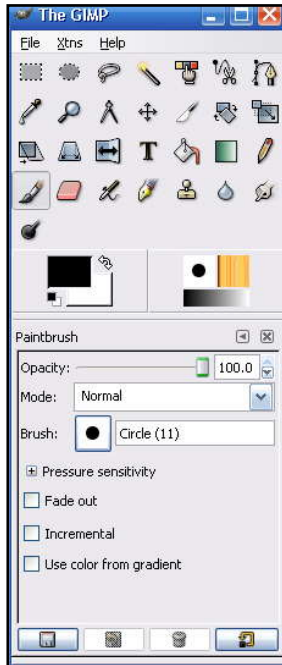 The GIMP
File Xtns Help
T
Paintbrush
Opacity: 100.0
Mode: Normal
Brush: Circle (11)
Pressure sensitivity
Fade out
Incremental
Use color from gradient